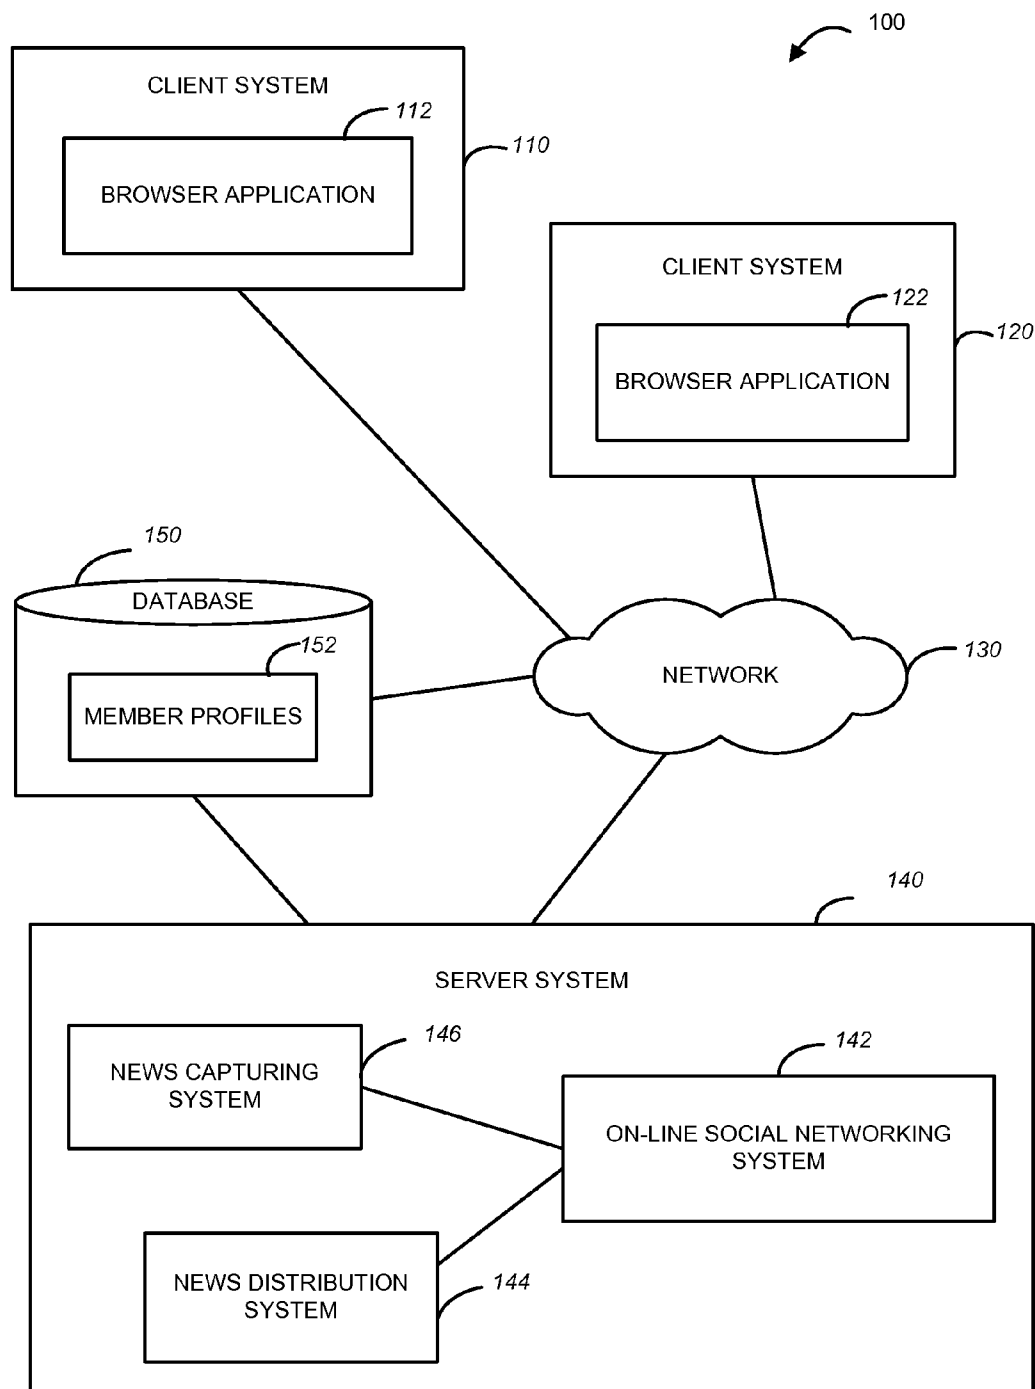 100
CLIENT SYSTEM
112
110
BROWSER APPLICATION
CLIENT SYSTEM
122
120
BROWSER APPLICATION
150
DATABASE
152
MEMBER PROFILES
130
NETWORK
140
SERVER SYSTEM
146
NEWS CAPTURING
SYSTEM
142
ON-LINE SOCIAL NETWORKING
SYSTEM
NEWS DISTRIBUTION
SYSTEM
144